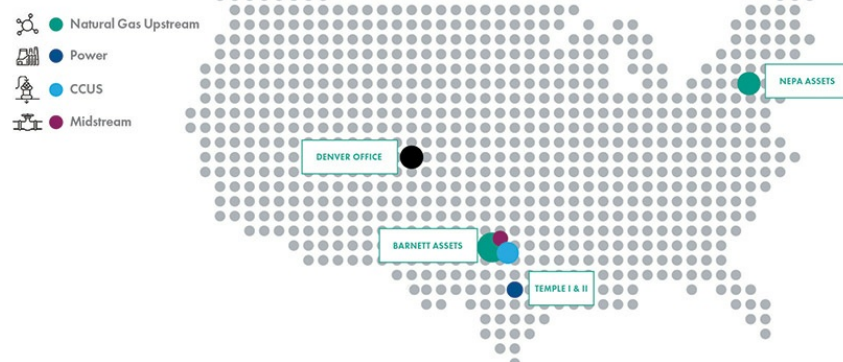 Natural Gas Upstream
Power
CCUS
Midstream
NEPA ASSETS
DENVER OFFICE
BARNETT ASSETS
TEMPLE I & II